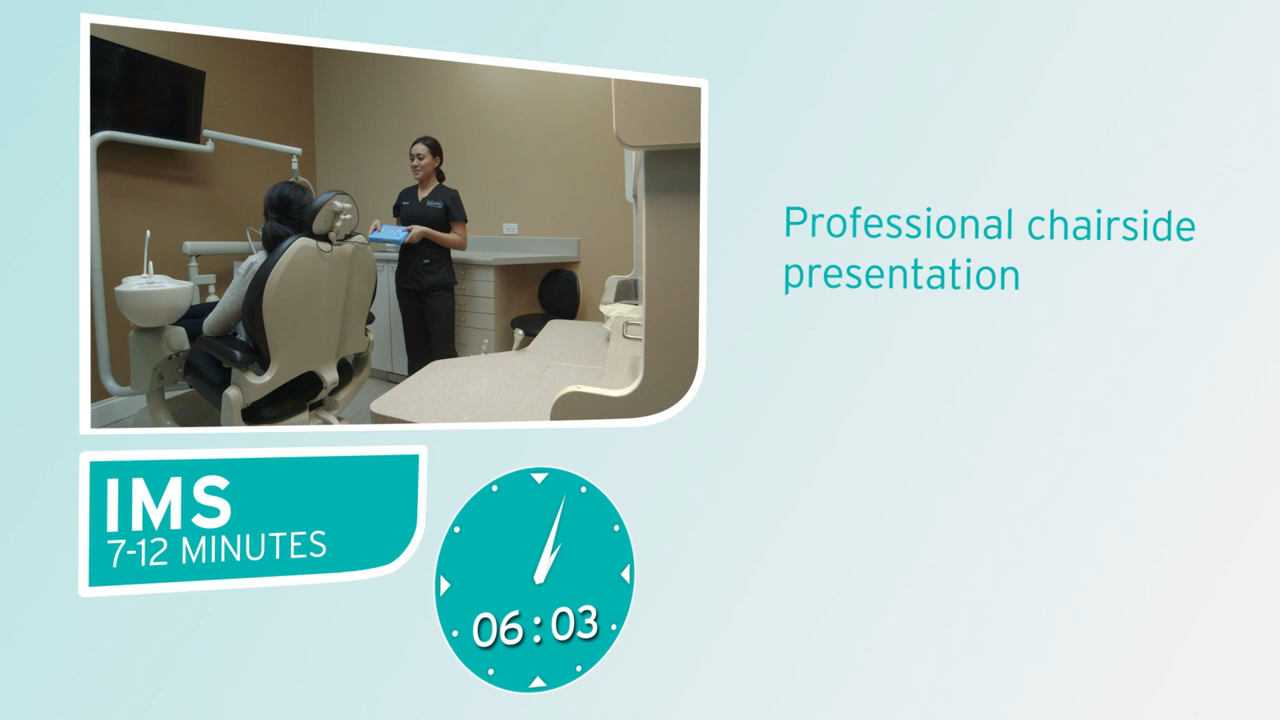 Professional chairside
presentation
IMS
7-12 MINUTES
06:03